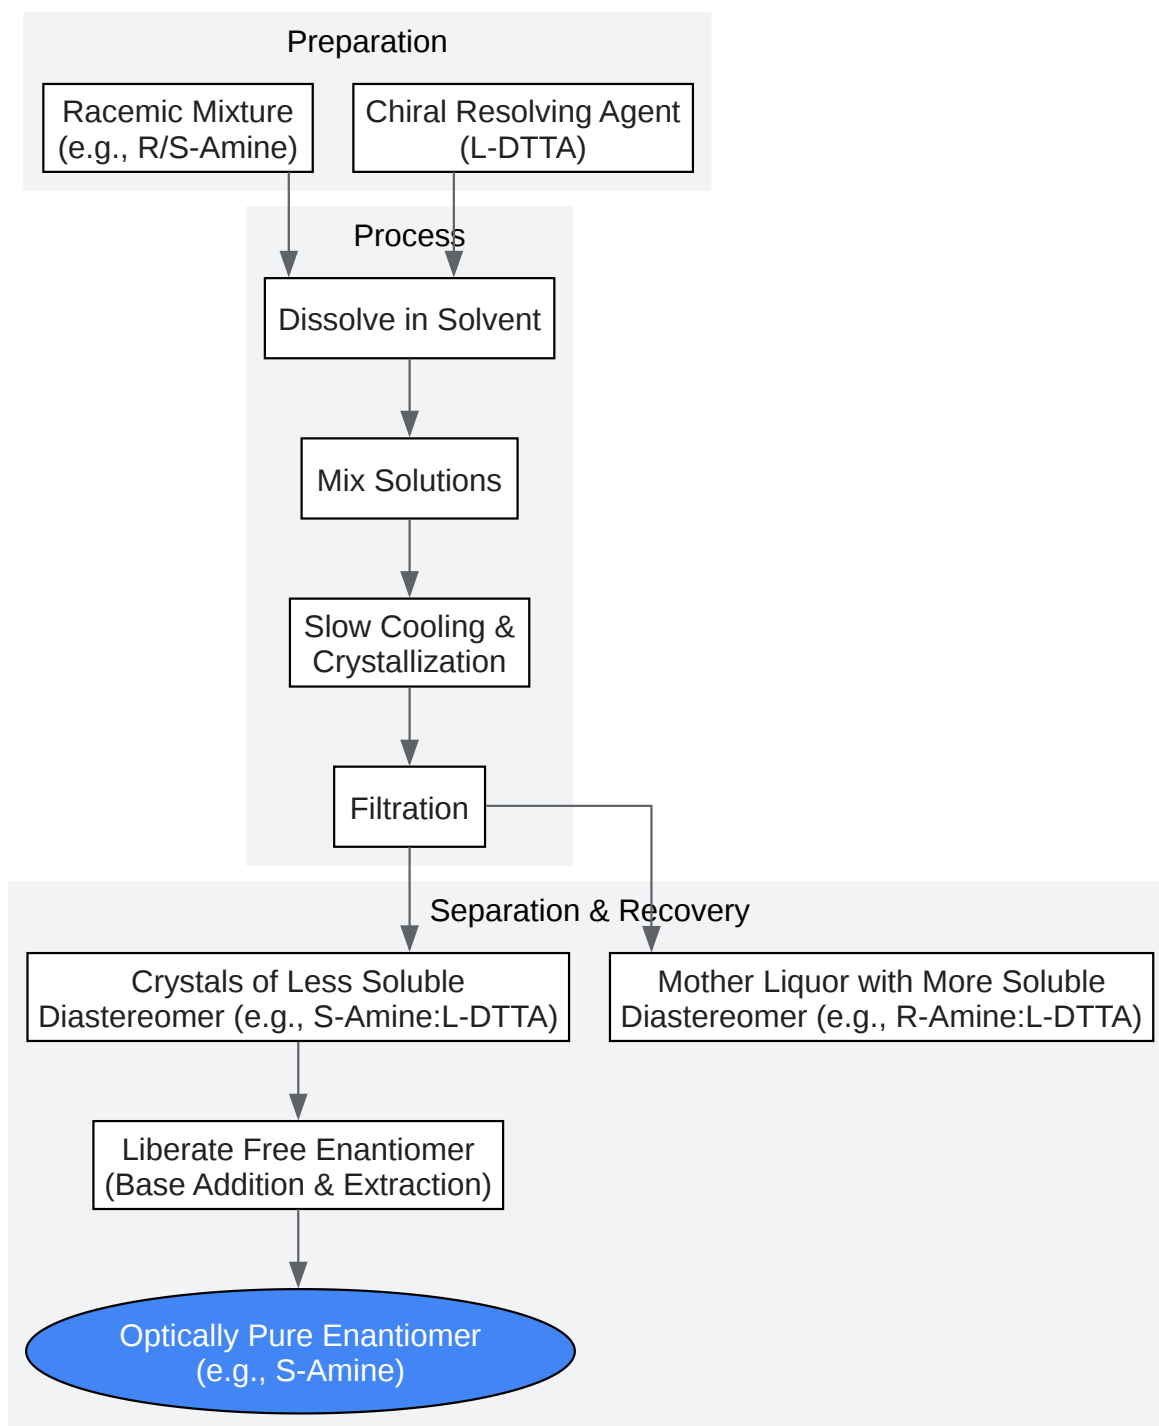 Preparation
Racemic Mixture
(e.g., R/S-Amine)
Chiral Resolving Agent
(L-DTTA)
Process
Dissolve in Solvent
Mix Solutions
Slow Cooling &
Crystallization
Filtration
Separation & Recovery
Crystals of Less Soluble
Diastereomer (e.g., S-Amine:L-DTTA)
Mother Liquor with More Soluble
Diastereomer (e.g., R-Amine:L-DTTA)
Liberate Free Enantiomer
(Base Addition & Extraction)
Optically Pure Enantiomer
(e.g., S-Amine)